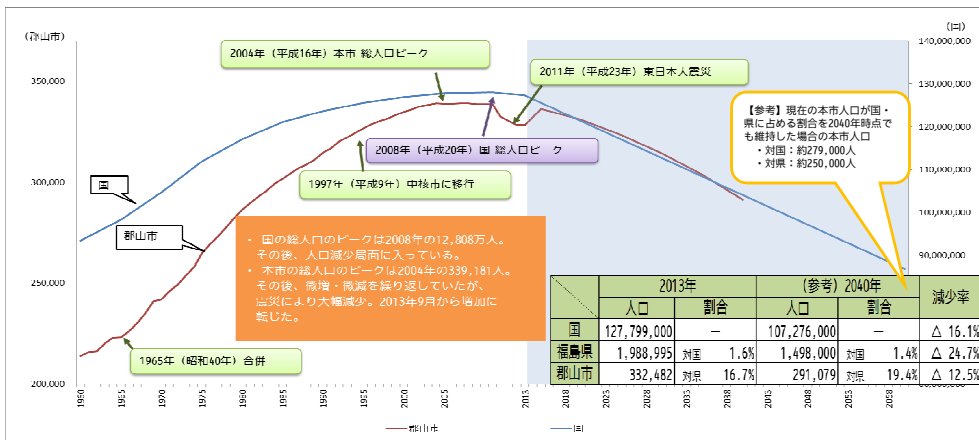 (郡山市)
(国)
350,000
300,000
250,000
200,000
140,000,000
130,000,000
120,000,000
110,000,000
100,000,000
90,000,000
2004年（平成16年）本市 総人口ピーク
2011年（平成23年）東日本大震災
2008年（平成20年）国 総人口ピーク
1997年（平成9年）中核市に移行
1965年（昭和40年）合併
国
郡山市
【参考】現在の本市人口が国・
県に占める割合を2040年時点で
も維持した場合の本市人口
・対国：約279,000人
・対県：約250,000人
・ 国の総人口のピークは2008年の12,808万人。
その後、人口減少局面に入っている。
・ 本市の総人口のピークは2004年の339,181人。
その後、微増・微減を繰り返していたが、
震災により大幅減少。2013年9月から増加に
転じた。
2013年 (参考) 2040年 減少率
人口 割合 人口 割合
国 127,799,000 － 107,276,000 － △ 16.1%
福島県 1,988,995 対国 1.6% 1,498,000 対国 1.4% △ 24.7%
郡山市 332,482 対県 16.7% 291,079 対県 19.4% △ 12.5%
1950 1955 1960 1965 1970 1975 1980 1985 1990 1995 2000 2005 2013 2018 2023 2028 2033 2038 2043 2048 2053 2058
郡山市 国